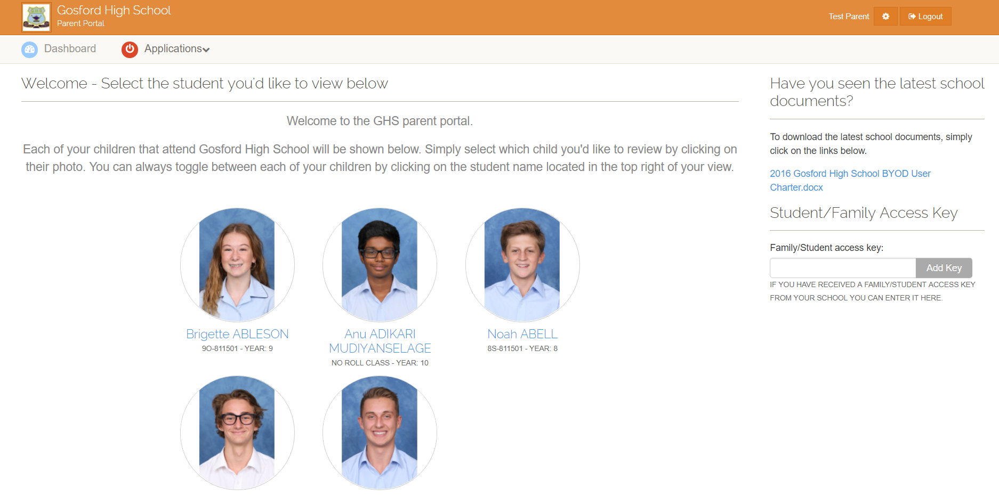 Gosford High School
Parent Portal
Test Parent
Logout
Dashboard
Applications
Welcome - Select the student you'd like to view below
Welcome to the GHS parent portal.
Each of your children that attend Gosford High School will be shown below. Simply select which child you'd like to review by clicking on
their photo. You can always toggle between each of your children by clicking on the student name located in the top right of your view.
Brigette ABLESON
9O-811501 - YEAR: 9
Anu ADIKARI
MUDIYANSELAGE
NO ROLL CLASS - YEAR: 10
Noah ABELL
8S-811501 - YEAR: 8
Have you seen the latest school
documents?
To download the latest school documents, simply
click on the links below.
2016 Gosford High School BYOD User
Charter.docx
Student/Family Access Key
Family/Student access key:
Add Key
IF YOU HAVE RECEIVED A FAMILY/STUDENT ACCESS KEY
FROM YOUR SCHOOL YOU CAN ENTER IT HERE.